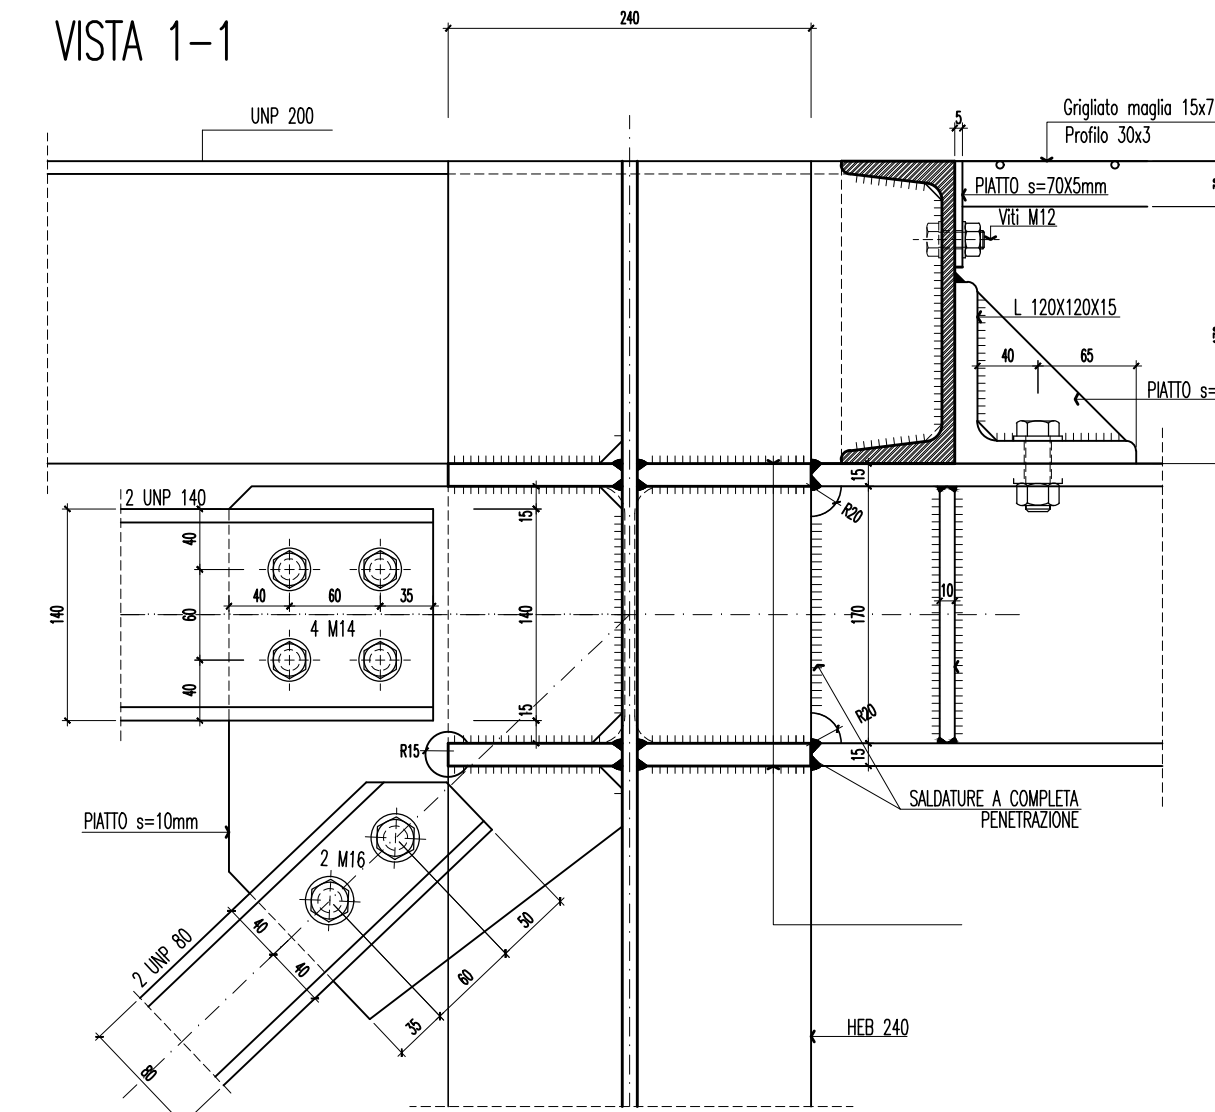 VISTA 1-1
240
UNP 200
Grigliato maglia 15x7
Profilo 30x3
5
PIATTO s=70X5mm
Viti M12
L 120X120X15
40
65
PIATTO s=
2 UNP 140
15
15
R20
40
60
40
140
40
60
35
4 M14
140
170
10
15
R20
15
R15
SALDATURE A COMPLETA
PENETRAZIONE
PIATTO s=10mm
2 M16
2 UNP 80
40
40
50
60
35
80
HEB 240